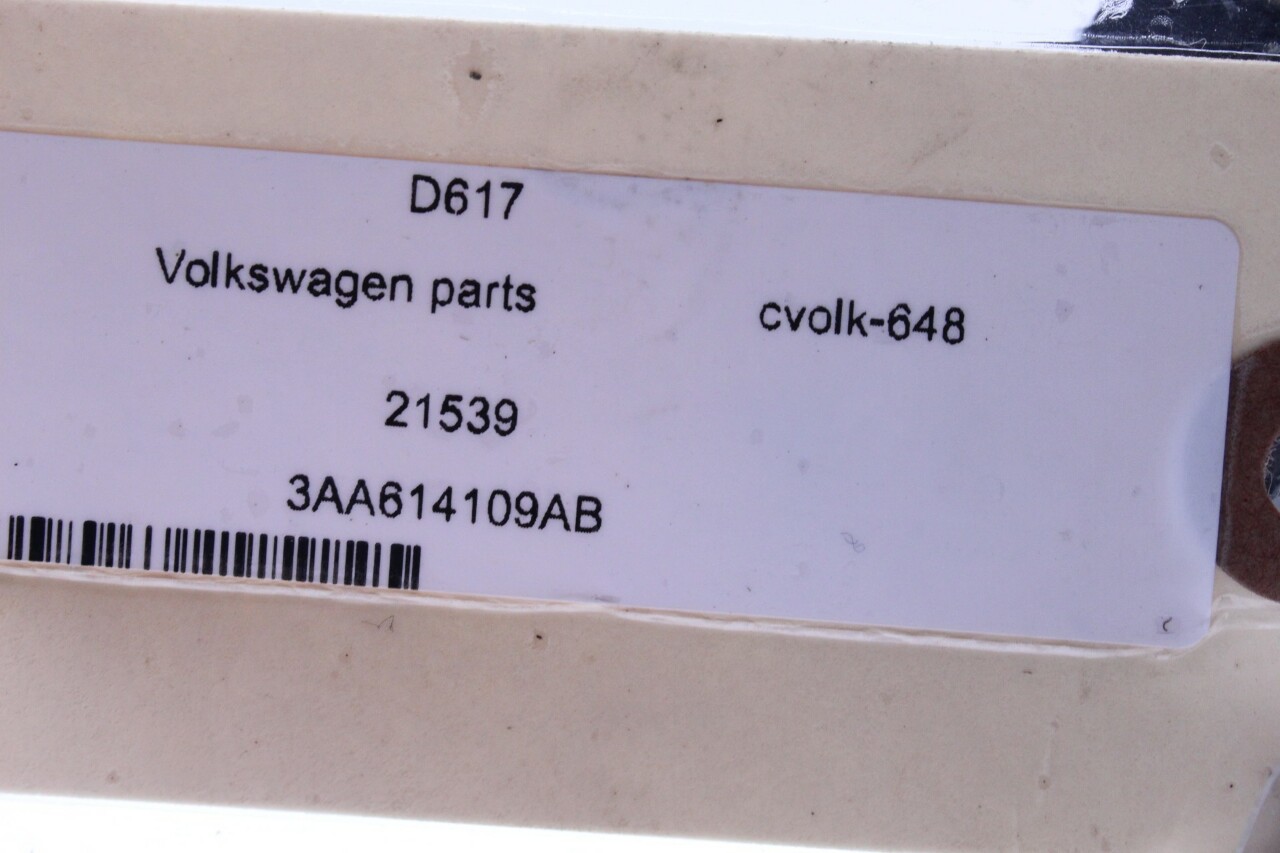 D617
Volkswagen parts
cvolk-648
21539
3AA614109AB